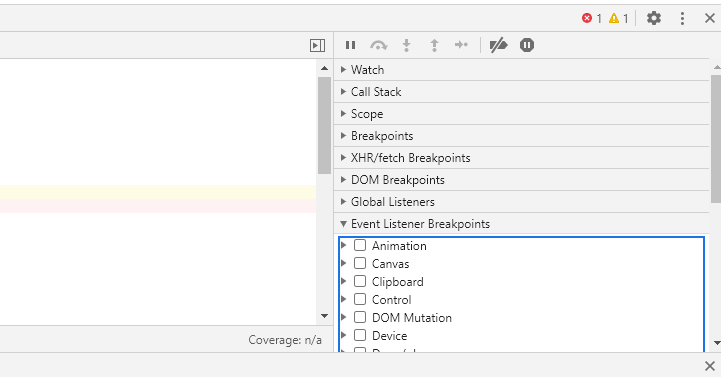 1 1
Watch
Call Stack
Scope
Breakpoints
XHR/fetch Breakpoints
DOM Breakpoints
Global Listeners
Event Listener Breakpoints
Animation
Canvas
Clipboard
Control
DOM Mutation
Device
Coverage: n/a